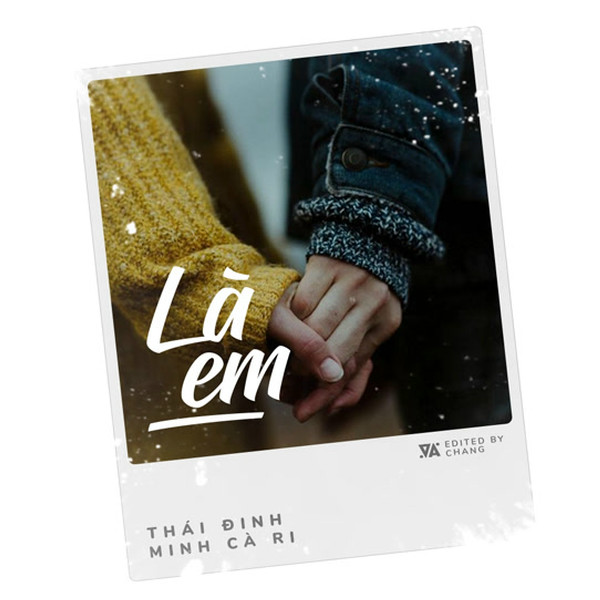 Là
em
EDITED BY
CHANG
THÁI ĐINH
MINH CÀ RI